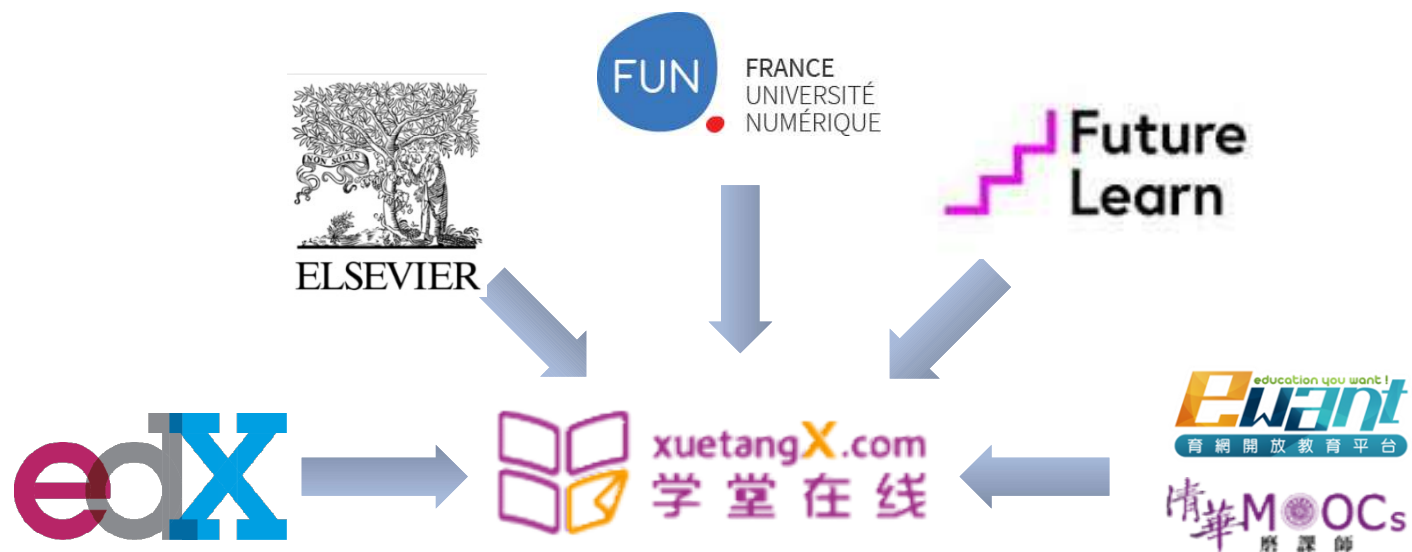 FUN
FRANCE
UNIVERSITÉ
NUMÉRIQUE
NON SOLUS
ELSEVIER
Future
Learn
edX
xuetangX.com
学堂在线
education you want !
ewant
育網開放教育平台
清華MOOCs
磨課師